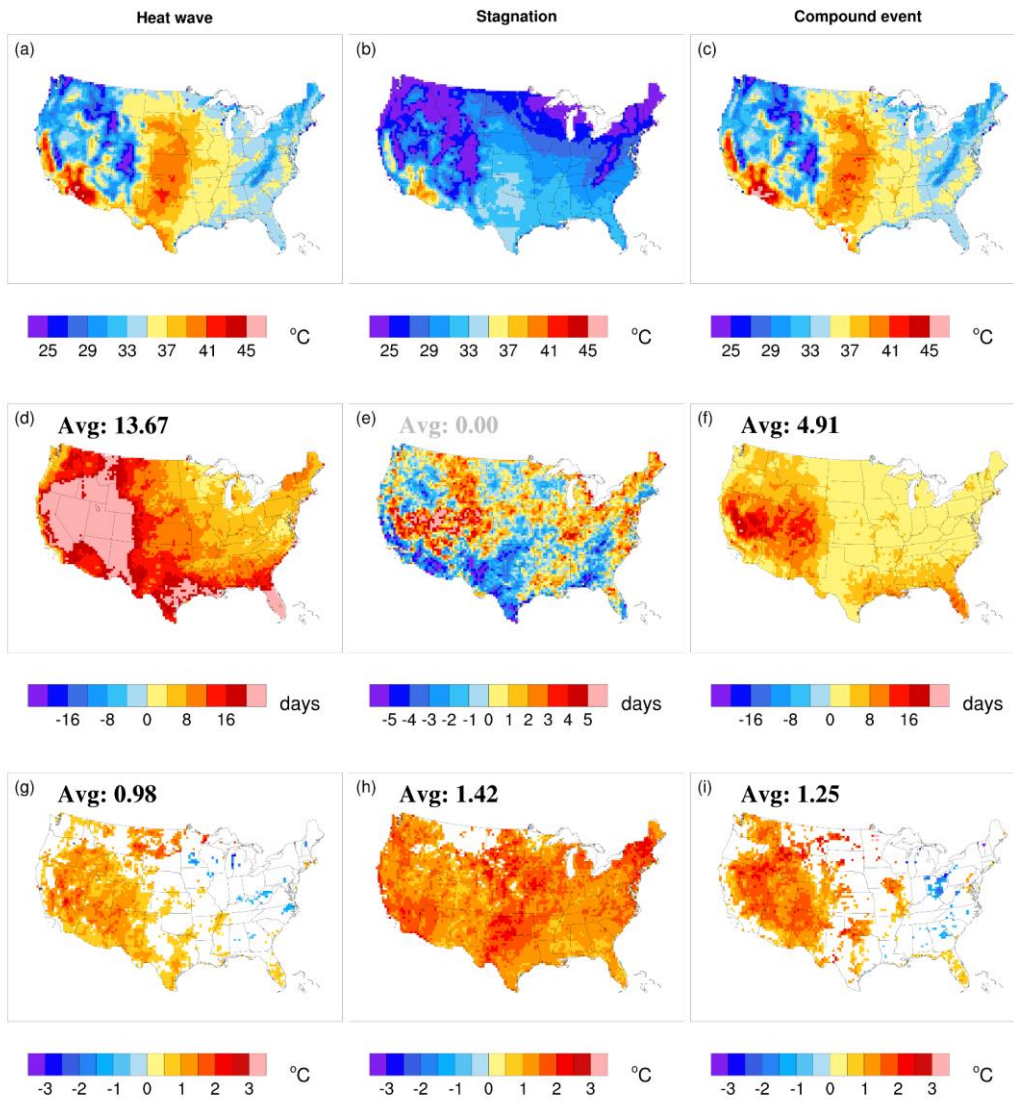 Heat wave Stagnation Compound event
(a) (b) (c)
25 29 33 37 41 45 °C 25 29 33 37 41 45 °C 25 29 33 37 41 45 °C
(d) Avg: 13.67 (e) Avg: 0.00 (f) Avg: 4.91
-16 -8 0 8 16 days -5 -4 -3 -2 -1 0 1 2 3 4 5 days -16 -8 0 8 16 days
(g) Avg: 0.98 (h) Avg: 1.42 (i) Avg: 1.25
-3 -2 -1 0 1 2 3 °C -3 -2 -1 0 1 2 3 °C -3 -2 -1 0 1 2 3 °C